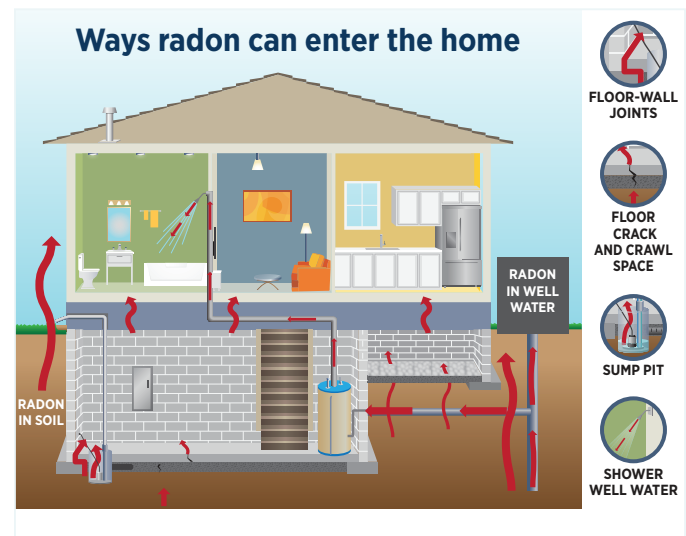 Ways radon can enter the home
FLOOR-WALL
JOINTS
FLOOR
CRACK
AND CRAWL
SPACE
RADON
IN WELL
WATER
SUMP PIT
RADON
IN SOIL
SHOWER
WELL WATER